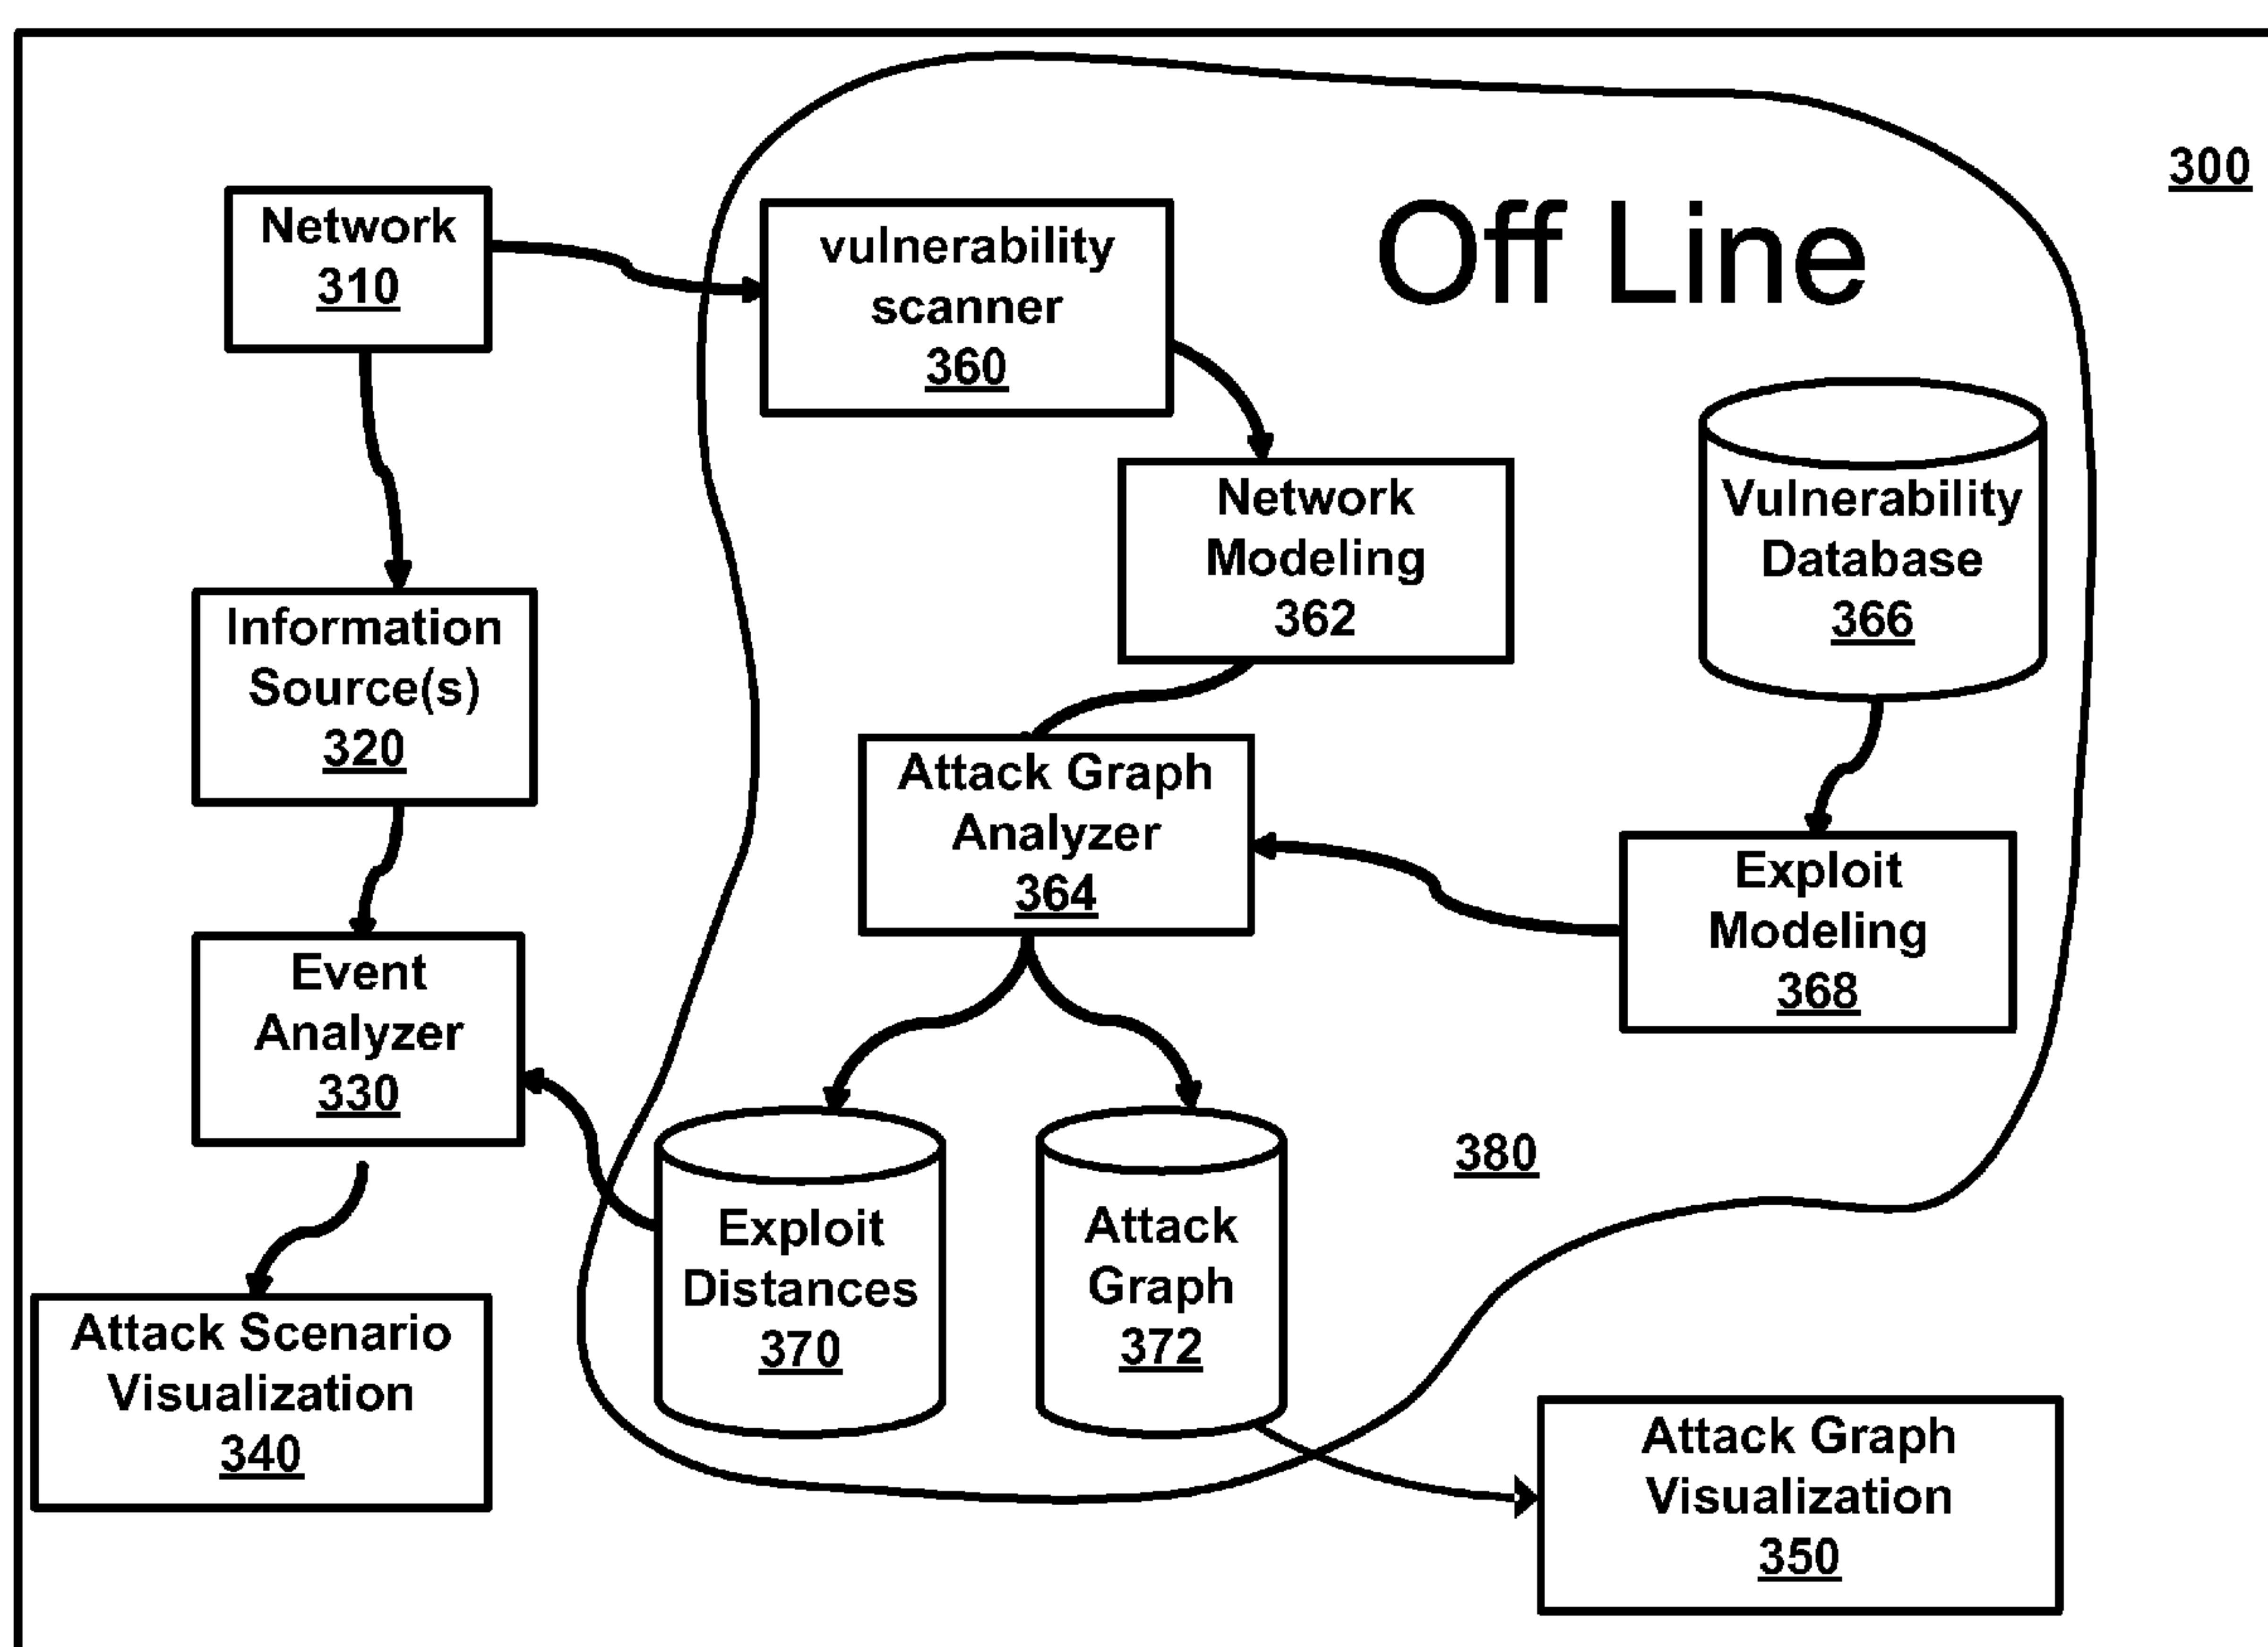 300
Off Line
Network
310
vulnerability
scanner
360
Network
Modeling
362
Vulnerability
Database
366
Information
Source(s)
320
Attack Graph
Analyzer
364
Exploit
Modeling
368
Event
Analyzer
330
380
Exploit
Distances
370
Attack
Graph
372
Attack Scenario
Visualization
340
Attack Graph
Visualization
350